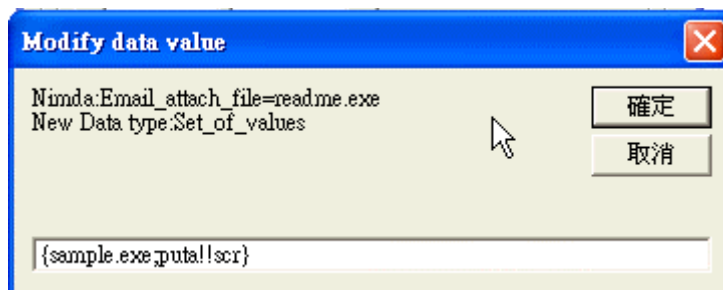 Modify data value
Nimda:Email_attach_file=readme.exe
New Data type:Set_of_values
確定
取消
{sample.exe;puta!!scr}